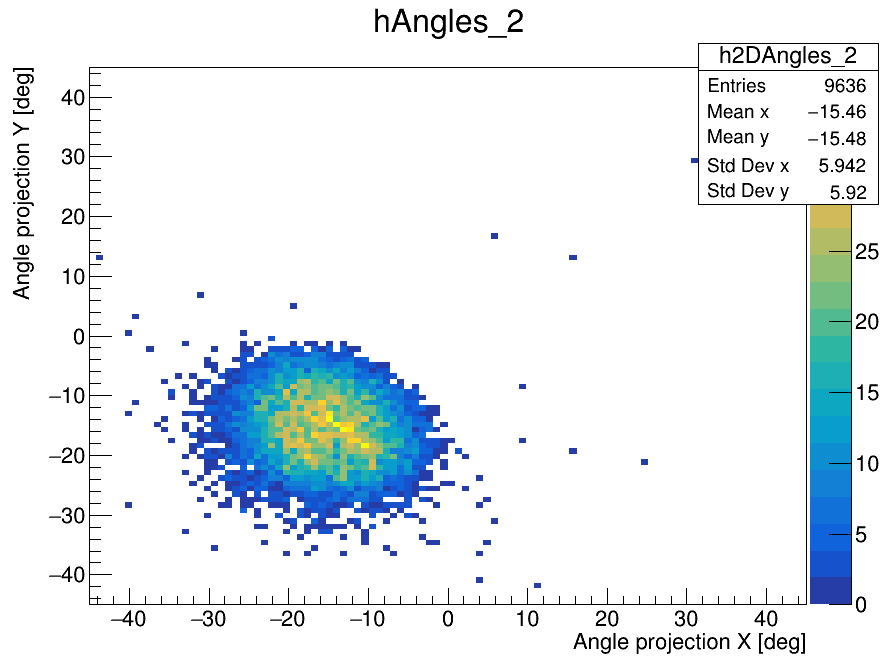 hAngles_2
h2DAngles_2
Entries 9636
Mean x −15.46
Mean y −15.48
Std Dev x 5.942
Std Dev y 5.92
Angle projection Y [deg]
40
30
20
10
0
−10
−20
−30
−40
−40 −30 −20 −10 0 10 20 30 40
Angle projection X [deg]
25
20
15
10
5
0